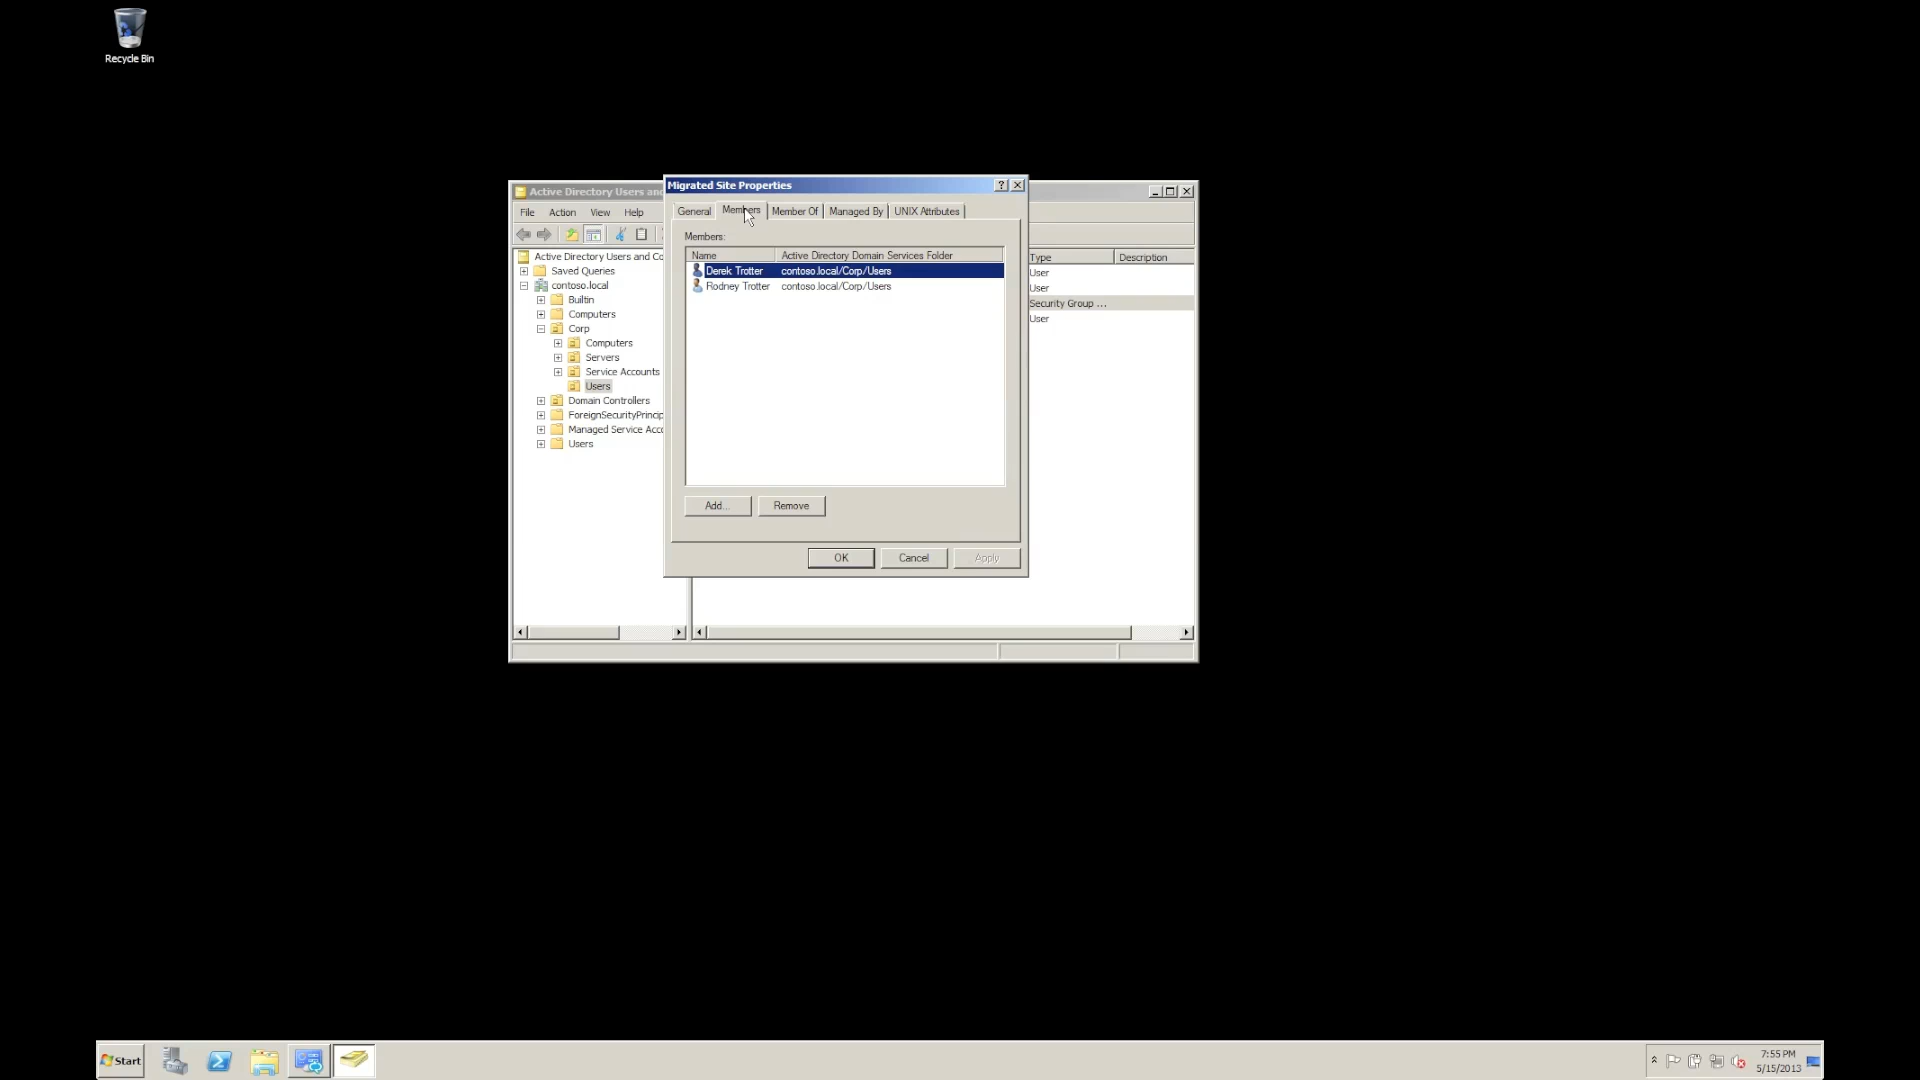 Recycle Bin
Active Directory Users and
File Action View Help
Active Directory Users and Co
Saved Queries
contoso.local
Builtin
Computers
Corp
Computers
Servers
Service Accounts
Users
Domain Controllers
ForeignSecurityPrincip
Managed Service Acco
Users
Migrated Site Properties
General Members Member Of Managed By UNIX Attributes
Members:
Name Active Directory Domain Services Folder
Derek Trotter contoso.local/Corp/Users
Rodney Trotter contoso.local/Corp/Users
Add... Remove
OK Cancel Apply
Type Description
User
User
Security Group ...
User
Start
7:55 PM
5/15/2013